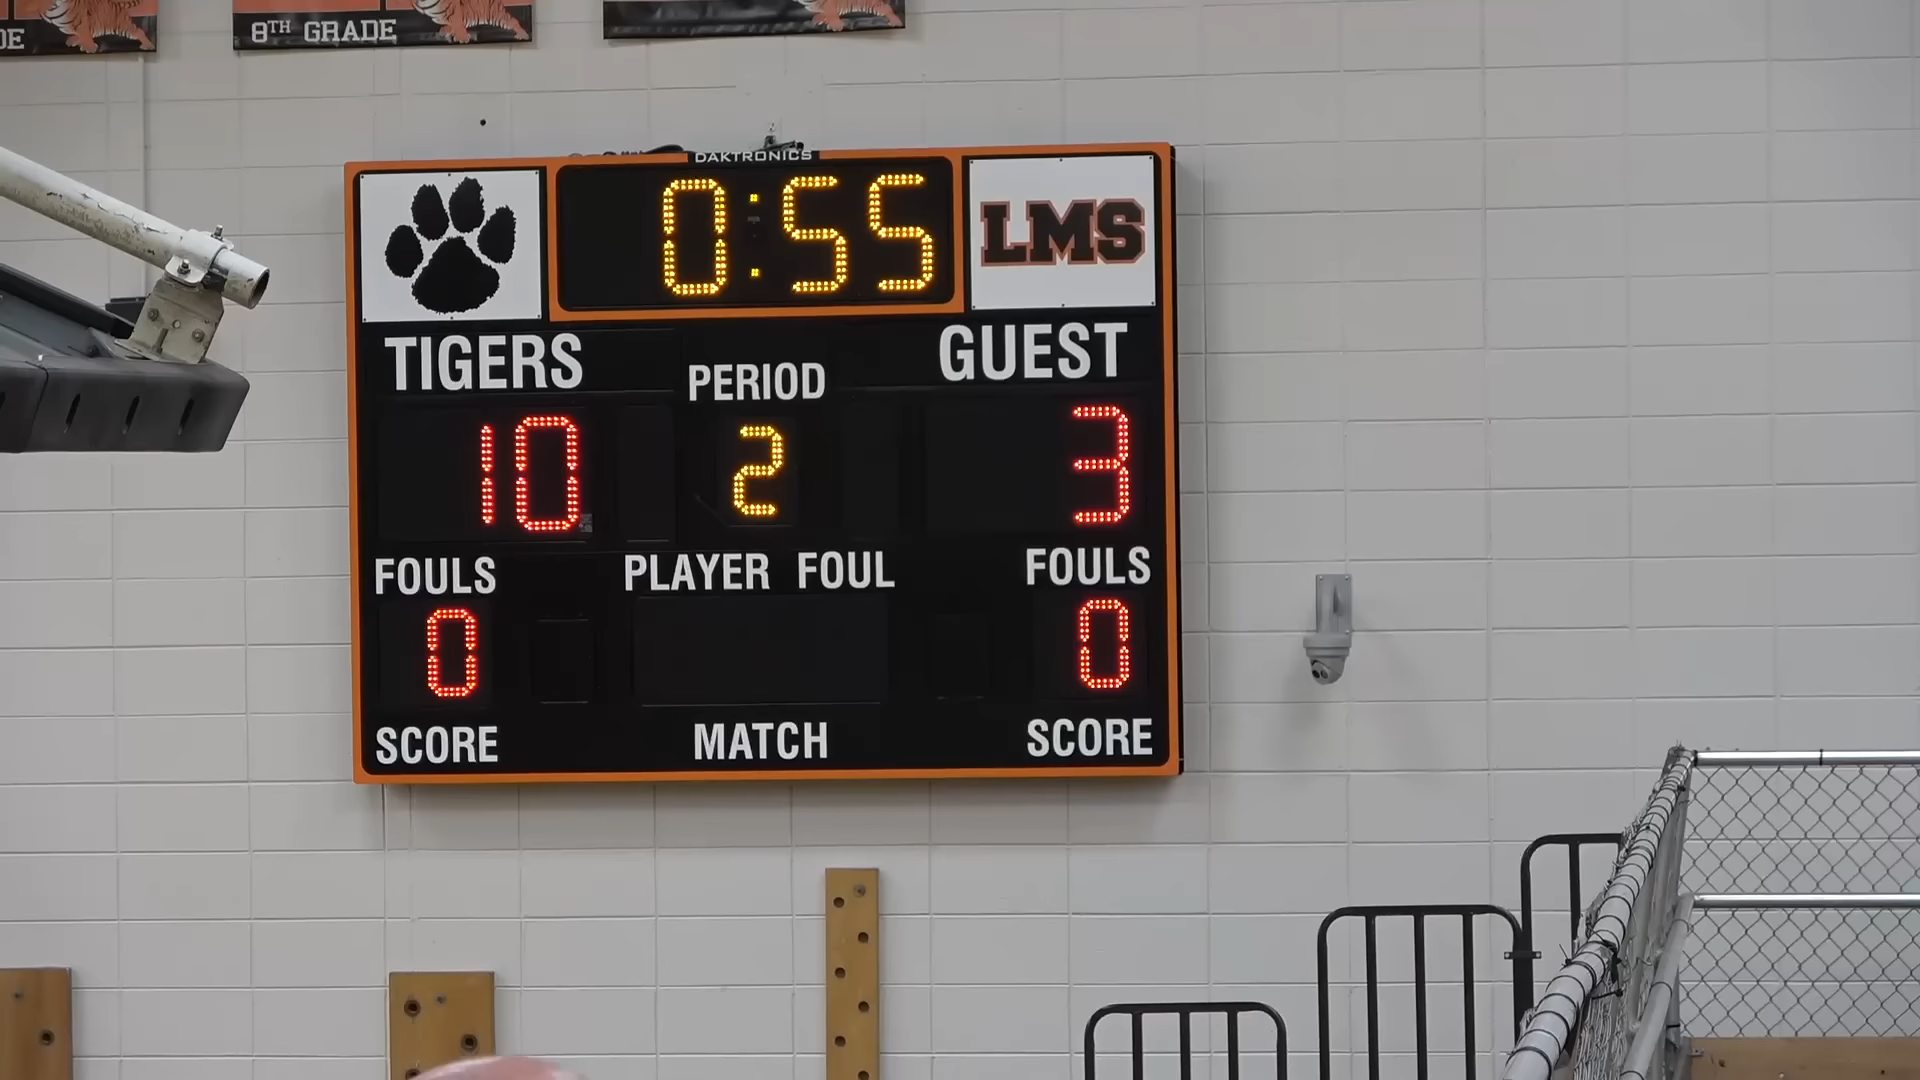 DE
8TH GRADE
DAKTRONICS
0:55
LMS
TIGERS
PERIOD
GUEST
10
2
3
FOULS
PLAYER FOUL
FOULS
0
0
SCORE
MATCH
SCORE